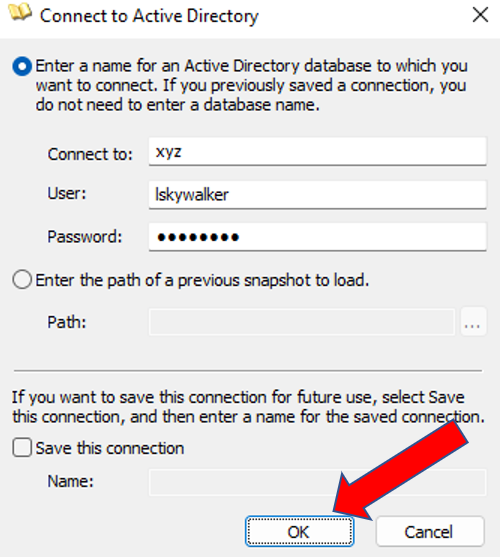 Connect to Active Directory
Enter a name for an Active Directory database to which you
want to connect. If you previously saved a connection, you
do not need to enter a database name.
Connect to: xyz
User: lskywalker
Password: ●●●●●●●●
Enter the path of a previous snapshot to load.
Path: ...
If you want to save this connection for future use, select Save
this connection, and then enter a name for the saved connection.
Save this connection
Name:
OK Cancel